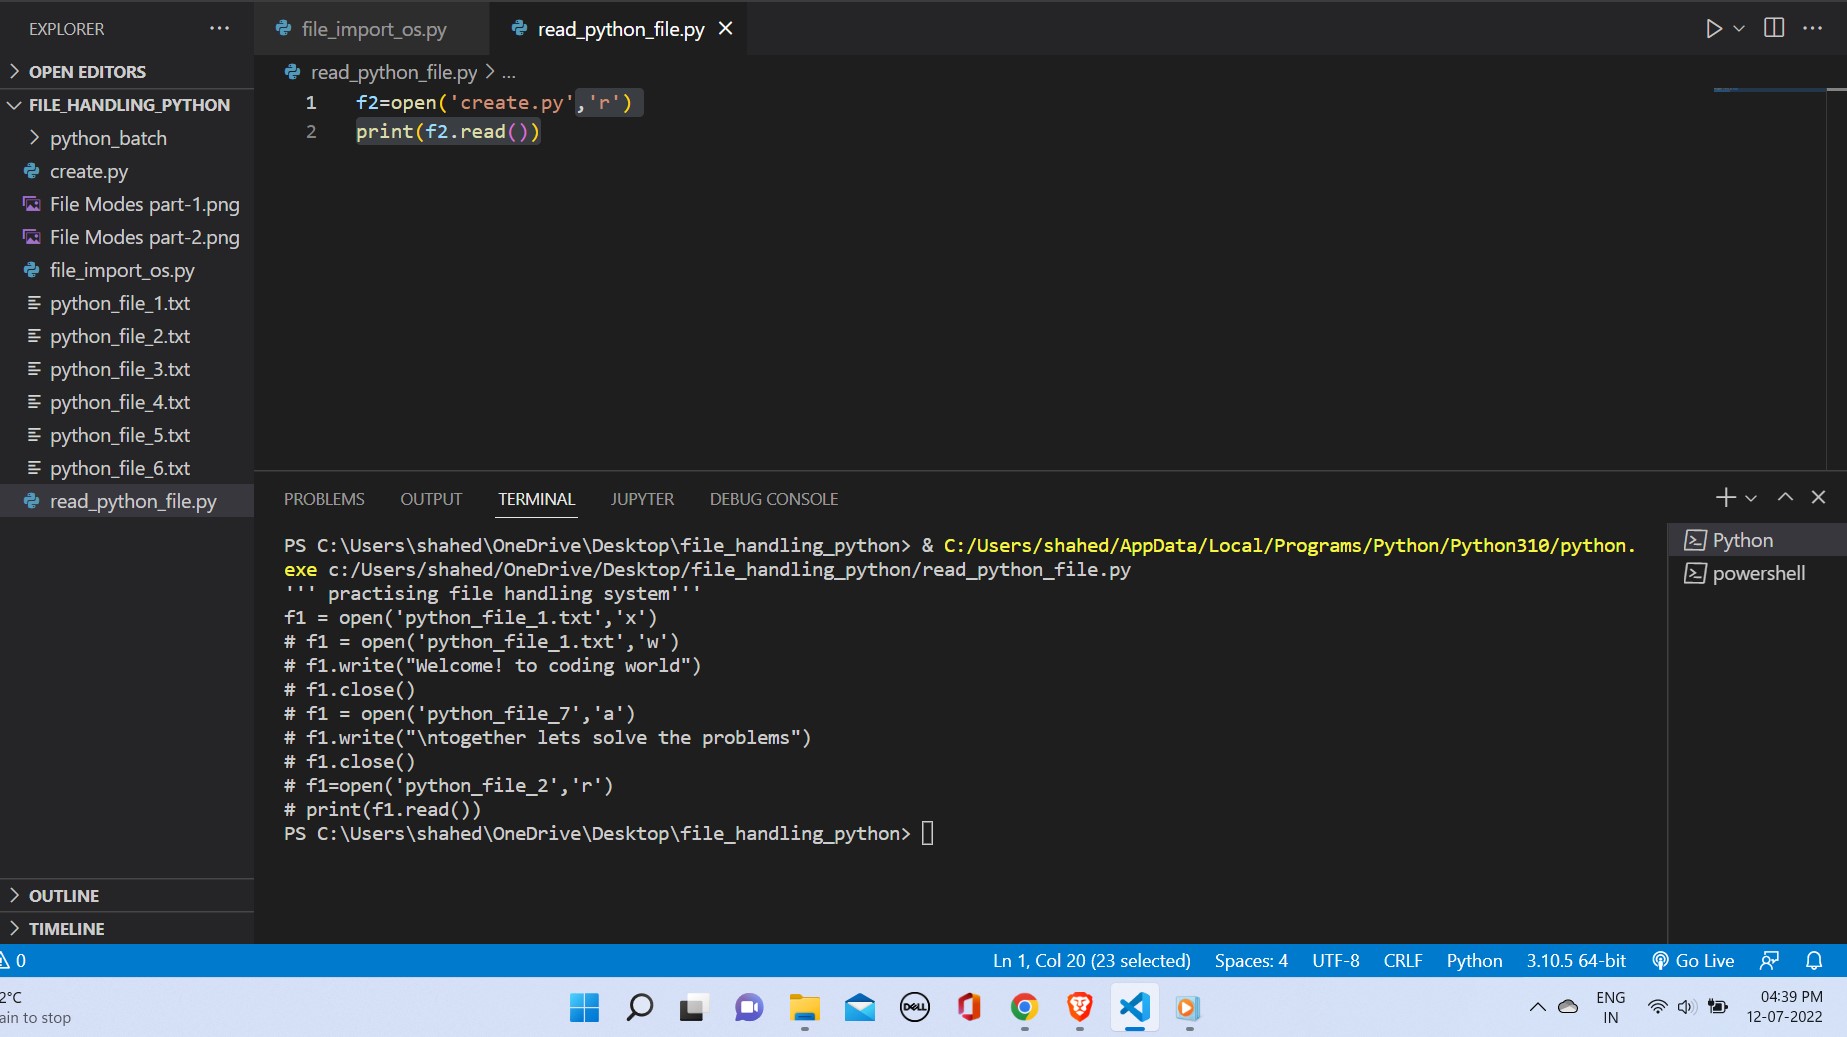 EXPLORER
file_import_os.py
read_python_file.py
OPEN EDITORS
read_python_file.py > ...
FILE_HANDLING_PYTHON
1 f2=open('create.py','r')
2 print(f2.read())
python_batch
create.py
File Modes part-1.png
File Modes part-2.png
file_import_os.py
python_file_1.txt
python_file_2.txt
python_file_3.txt
python_file_4.txt
python_file_5.txt
python_file_6.txt
read_python_file.py
PROBLEMS OUTPUT TERMINAL JUPYTER DEBUG CONSOLE
PS C:\Users\shahed\OneDrive\Desktop\file_handling_python> & C:/Users/shahed/AppData/Local/Programs/Python/Python310/python.
exe c:/Users/shahed/OneDrive/Desktop/file_handling_python/read_python_file.py
''' practising file handling system'''
f1 = open('python_file_1.txt','x')
# f1 = open('python_file_1.txt','w')
# f1.write("Welcome! to coding world")
# f1.close()
# f1 = open('python_file_7','a')
# f1.write("\ntogether lets solve the problems")
# f1.close()
# f1=open('python_file_2','r')
# print(f1.read())
PS C:\Users\shahed\OneDrive\Desktop\file_handling_python>
Python
powershell
OUTLINE
TIMELINE
0
Ln 1, Col 20 (23 selected) Spaces: 4 UTF-8 CRLF Python 3.10.5 64-bit Go Live
2°C
ain to stop
DELL
ENG
IN
04:39 PM
12-07-2022